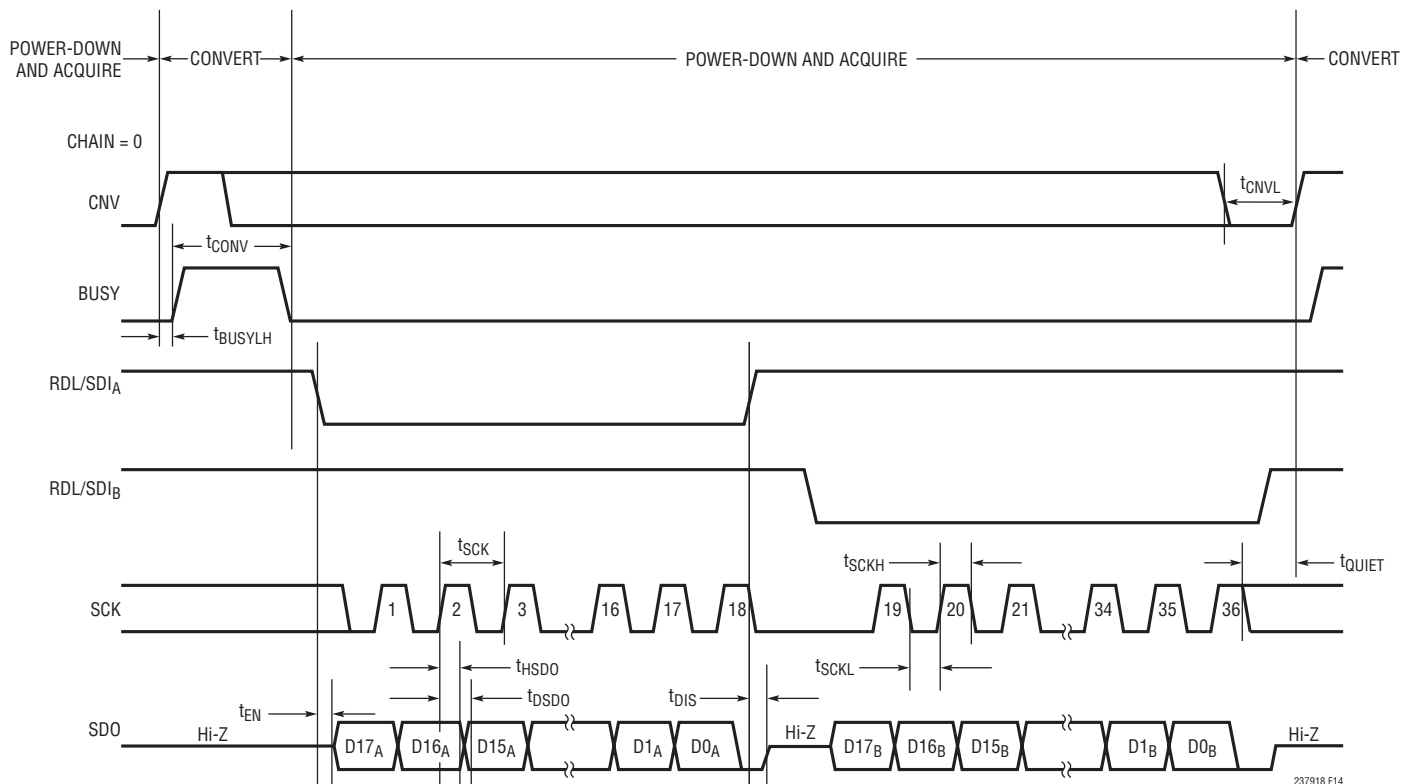 POWER-DOWN
AND ACQUIRE
CONVERT
POWER-DOWN AND ACQUIRE
CONVERT
CHAIN = 0
CNV
tCNVL
tCONV
BUSY
tBUSYLH
RDL/SDIA
RDL/SDIB
tSCK
tSCKH
tQUIET
SCK
1
2
3
16
17
18
19
20
21
34
35
36
tHSDO
tSCKL
tDSDO
tDIS
tEN
SDO
Hi-Z
D17A
D16A
D15A
D1A
D0A
Hi-Z
D17B
D16B
D15B
D1B
D0B
Hi-Z
237918 F14